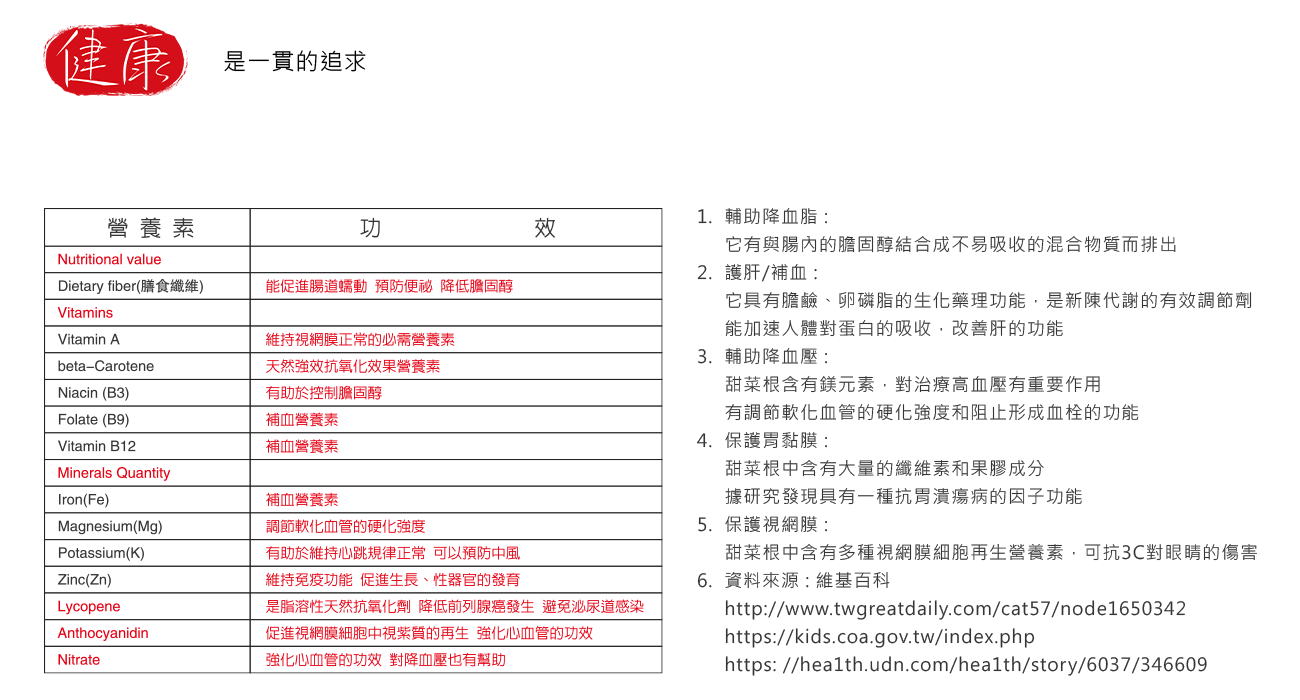 健康 是一貫的追求
營養素 功效
Nutritional value
Dietary fiber(膳食纖維) 能促進腸道蠕動 預防便祕 降低膽固醇
Vitamins
Vitamin A 維持視網膜正常的必需營養素
beta-Carotene 天然強效抗氧化效果營養素
Niacin (B3) 有助於控制膽固醇
Folate (B9) 補血營養素
Vitamin B12 補血營養素
Minerals Quantity
Iron(Fe) 補血營養素
Magnesium(Mg) 調節軟化血管的硬化強度
Potassium(K) 有助於維持心跳規律正常 可以預防中風
Zinc(Zn) 維持免疫功能 促進生長、性器官的發育
Lycopene 是脂溶性天然抗氧化劑 降低前列腺癌發生 避免泌尿道感染
Anthocyanidin 促進視網膜細胞中視紫質的再生 強化心血管的功效
Nitrate 強化心血管的功效 對降血壓也有幫助
1. 輔助降血脂：
它有與腸內的膽固醇結合成不易吸收的混合物質而排出
2. 護肝/補血：
它具有膽鹼、卵磷脂的生化藥理功能，是新陳代謝的有效調節劑
能加速人體對蛋白的吸收，改善肝的功能
3. 輔助降血壓：
甜菜根含有鎂元素，對治療高血壓有重要作用
有調節軟化血管的硬化強度和阻止形成血栓的功能
4. 保護胃黏膜：
甜菜根中含有大量的纖維素和果膠成分
據研究發現具有一種抗胃潰瘍病的因子功能
5. 保護視網膜：
甜菜根中含有多種視網膜細胞再生營養素，可抗3C對眼睛的傷害
6. 資料來源：維基百科
http://www.twgreatdaily.com/cat57/node1650342
https://kids.coa.gov.tw/index.php
https: //hea1th.udn.com/hea1th/story/6037/346609